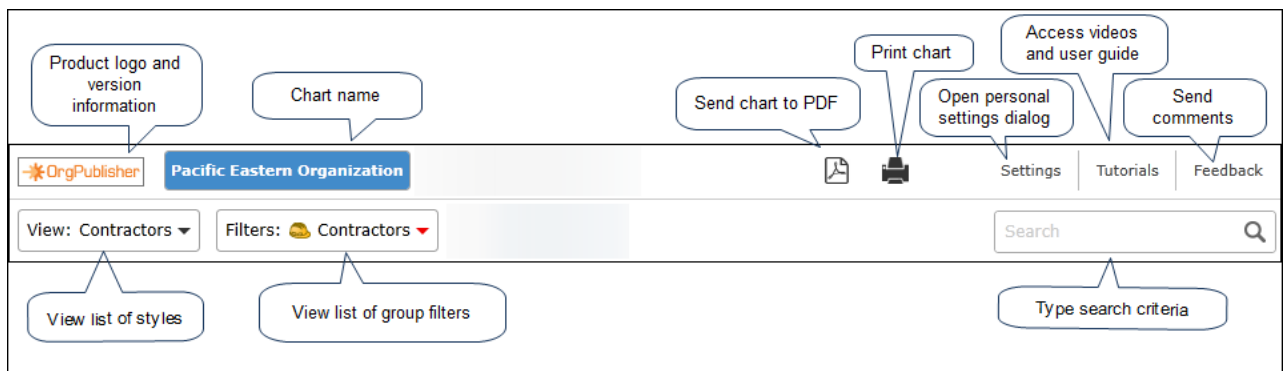 Product logo and
version
information
Chart name
Send chart to PDF
Print chart
Open personal
settings dialog
Access videos
and user guide
Send
comments
OrgPublisher
Pacific Eastern Organization
Settings
Tutorials
Feedback
View: Contractors
Filters: Contractors
Search
View list of styles
View list of group filters
Type search criteria